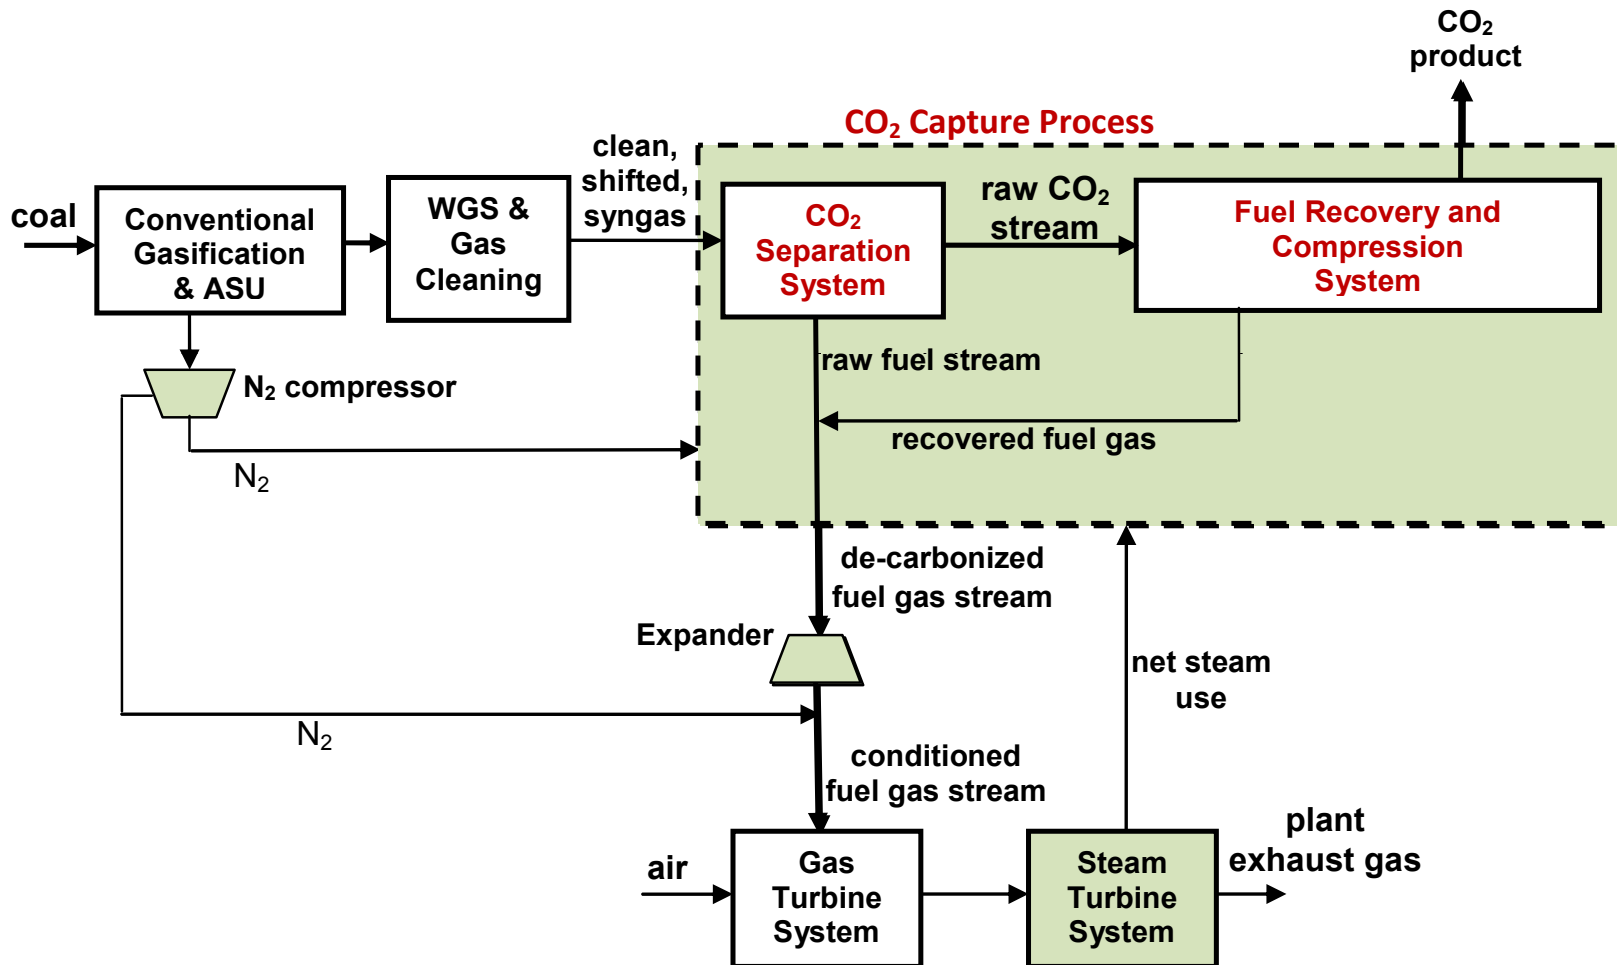 CO₂
product
CO₂ Capture Process
clean,
shifted,
syngas
coal
Conventional
Gasification
& ASU
WGS &
Gas
Cleaning
CO₂
Separation
System
raw CO₂
stream
Fuel Recovery and
Compression
System
raw fuel stream
N₂ compressor
recovered fuel gas
N₂
de-carbonized
fuel gas stream
Expander
net steam
use
N₂
conditioned
fuel gas stream
air
Gas
Turbine
System
Steam
Turbine
System
plant
exhaust gas